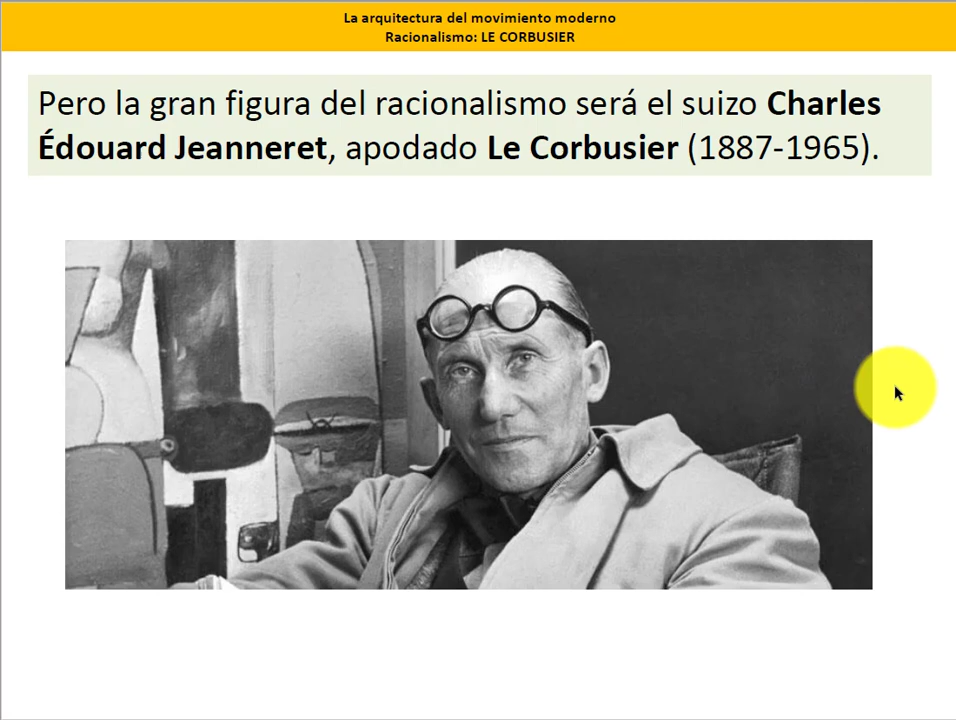 La arquitectura del movimiento moderno
Racionalismo: LE CORBUSIER
Pero la gran figura del racionalismo será el suizo Charles
Édouard Jeanneret, apodado Le Corbusier (1887-1965).